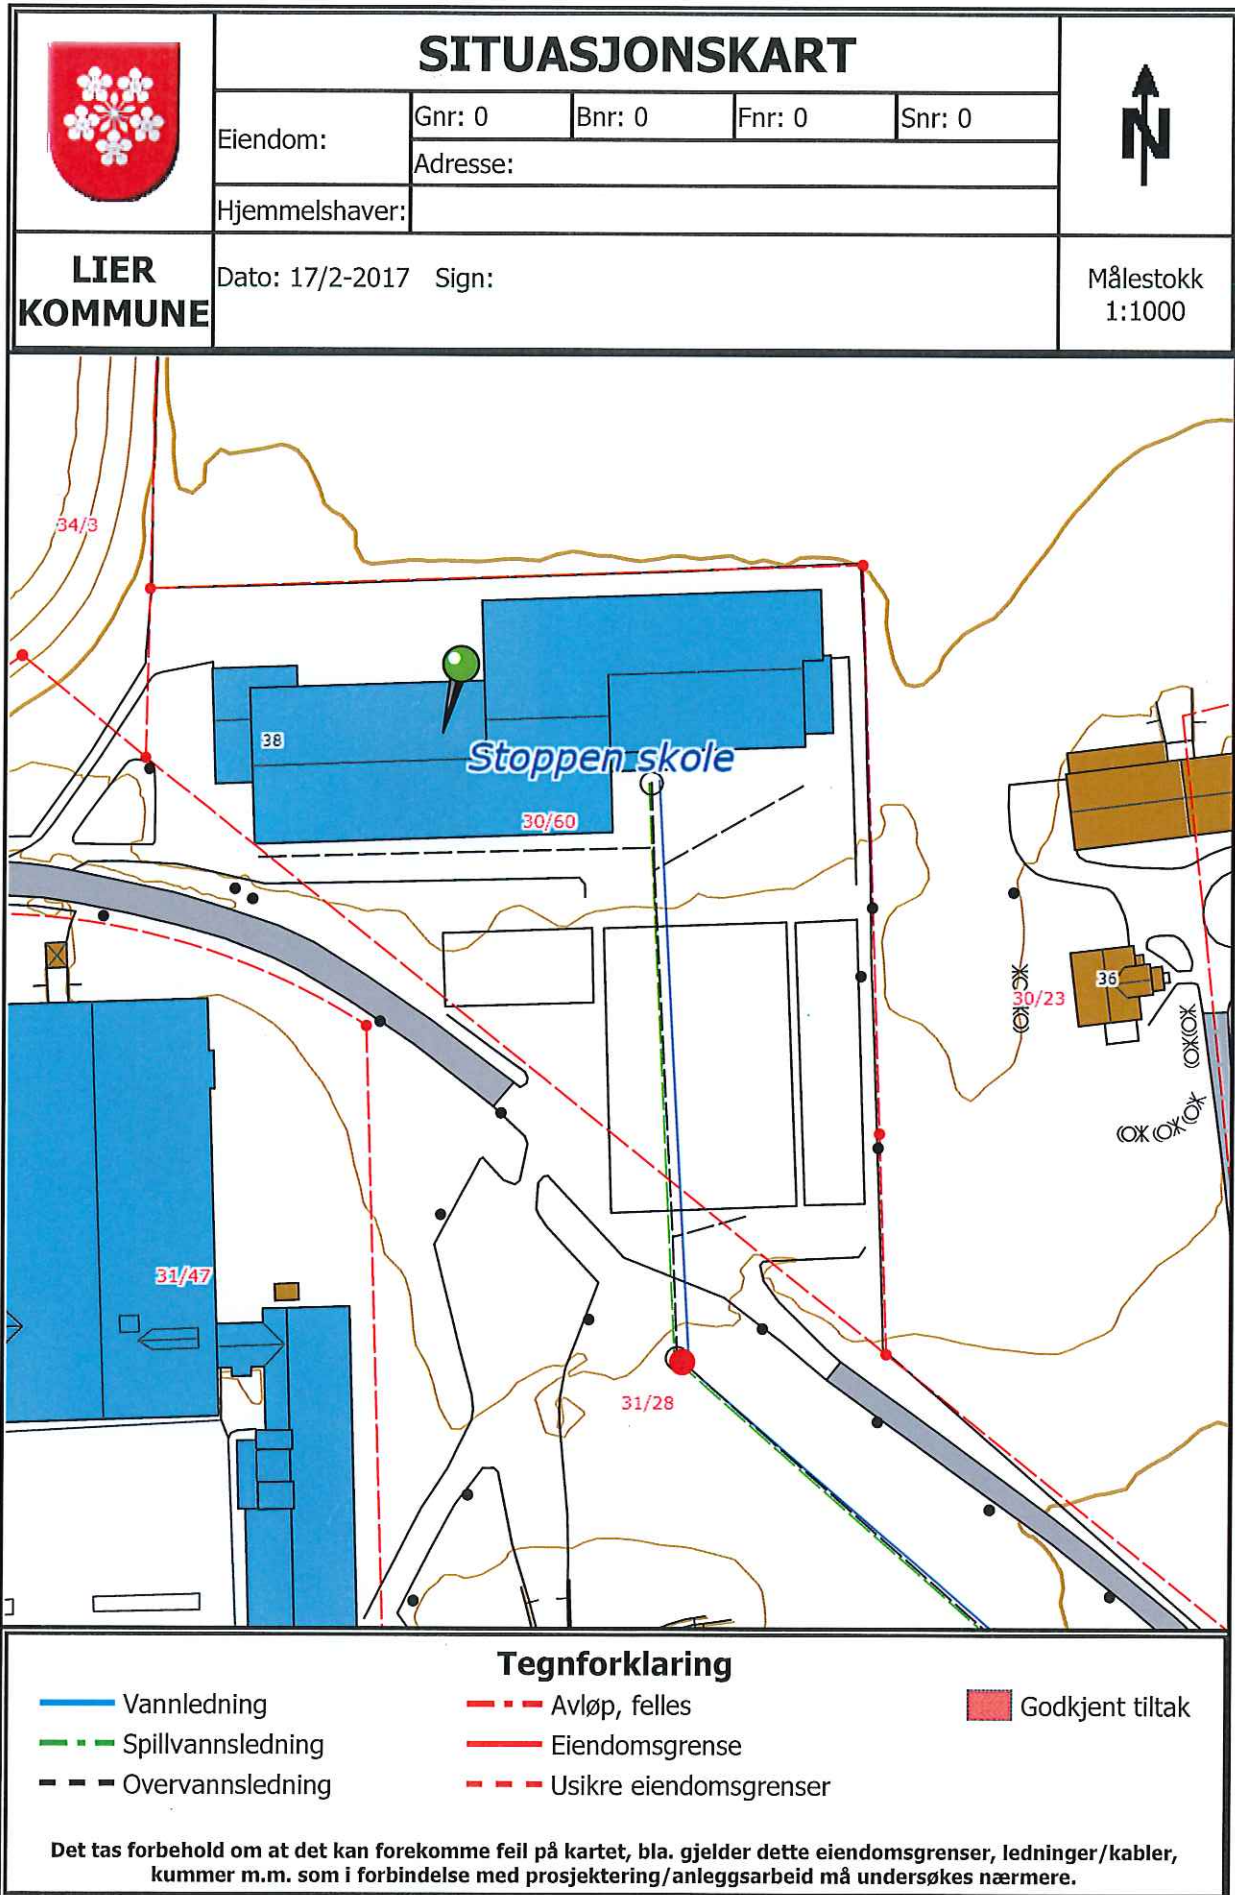 SITUASJONSKART
Eiendom:
Gnr: 0
Bnr: 0
Fnr: 0
Snr: 0
Adresse:
Hjemmelshaver:
N
LIER
KOMMUNE
Dato: 17/2-2017 Sign:
Målestokk
1:1000
34/3
38
Stoppen skole
30/60
36
30/23
31/47
31/28
Tegnforklaring
Vannledning
Spillvannsledning
Overvannsledning
Avløp, felles
Eiendomsgrense
Usikre eiendomsgrenser
Godkjent tiltak
Det tas forbehold om at det kan forekomme feil på kartet, bla. gjelder dette eiendomsgrenser, ledninger/kabler,
kummer m.m. som i forbindelse med prosjektering/anleggsarbeid må undersøkes nærmere.